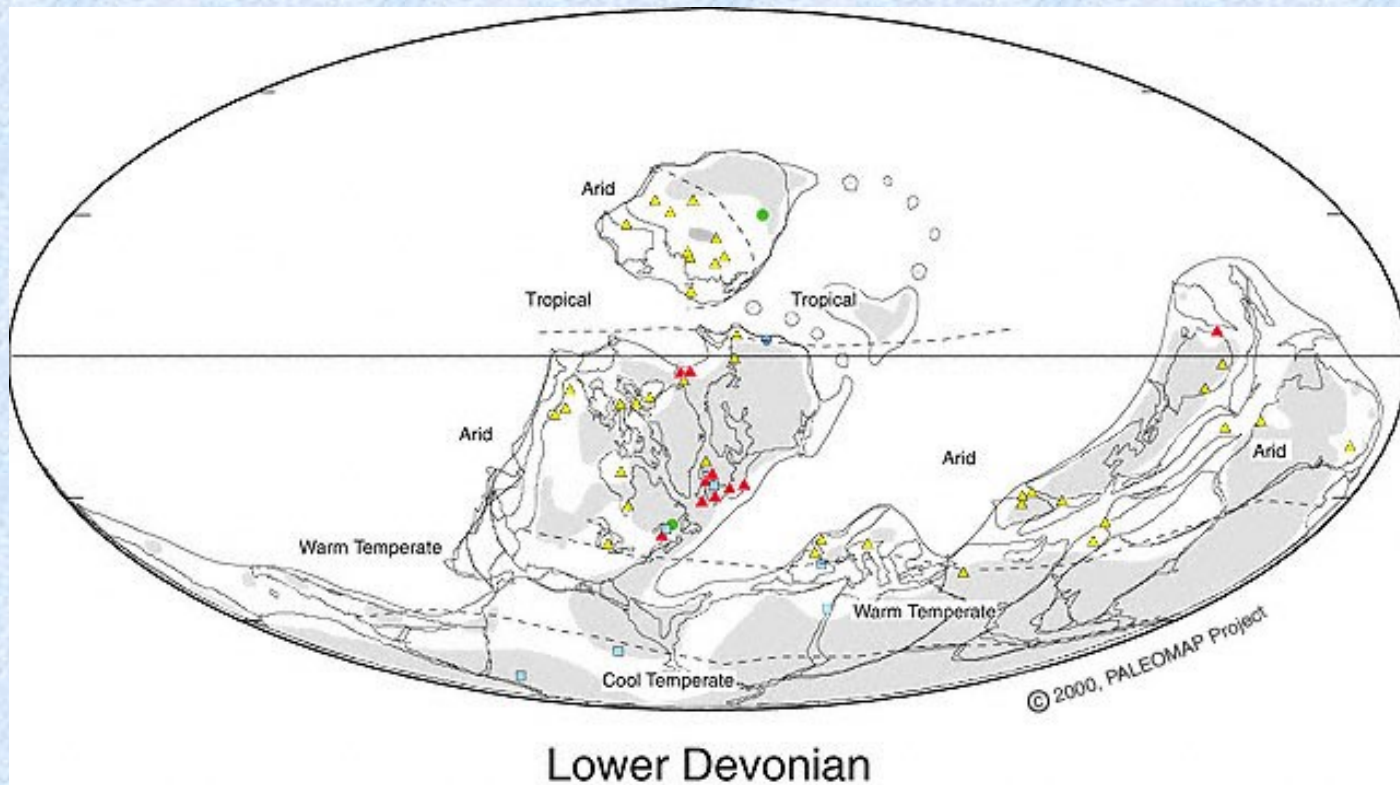 Arid
Tropical
Tropical
Arid
Arid
Arid
Warm Temperate
Warm Temperate
Cool Temperate
© 2000, PALEOMAP Project
Lower Devonian